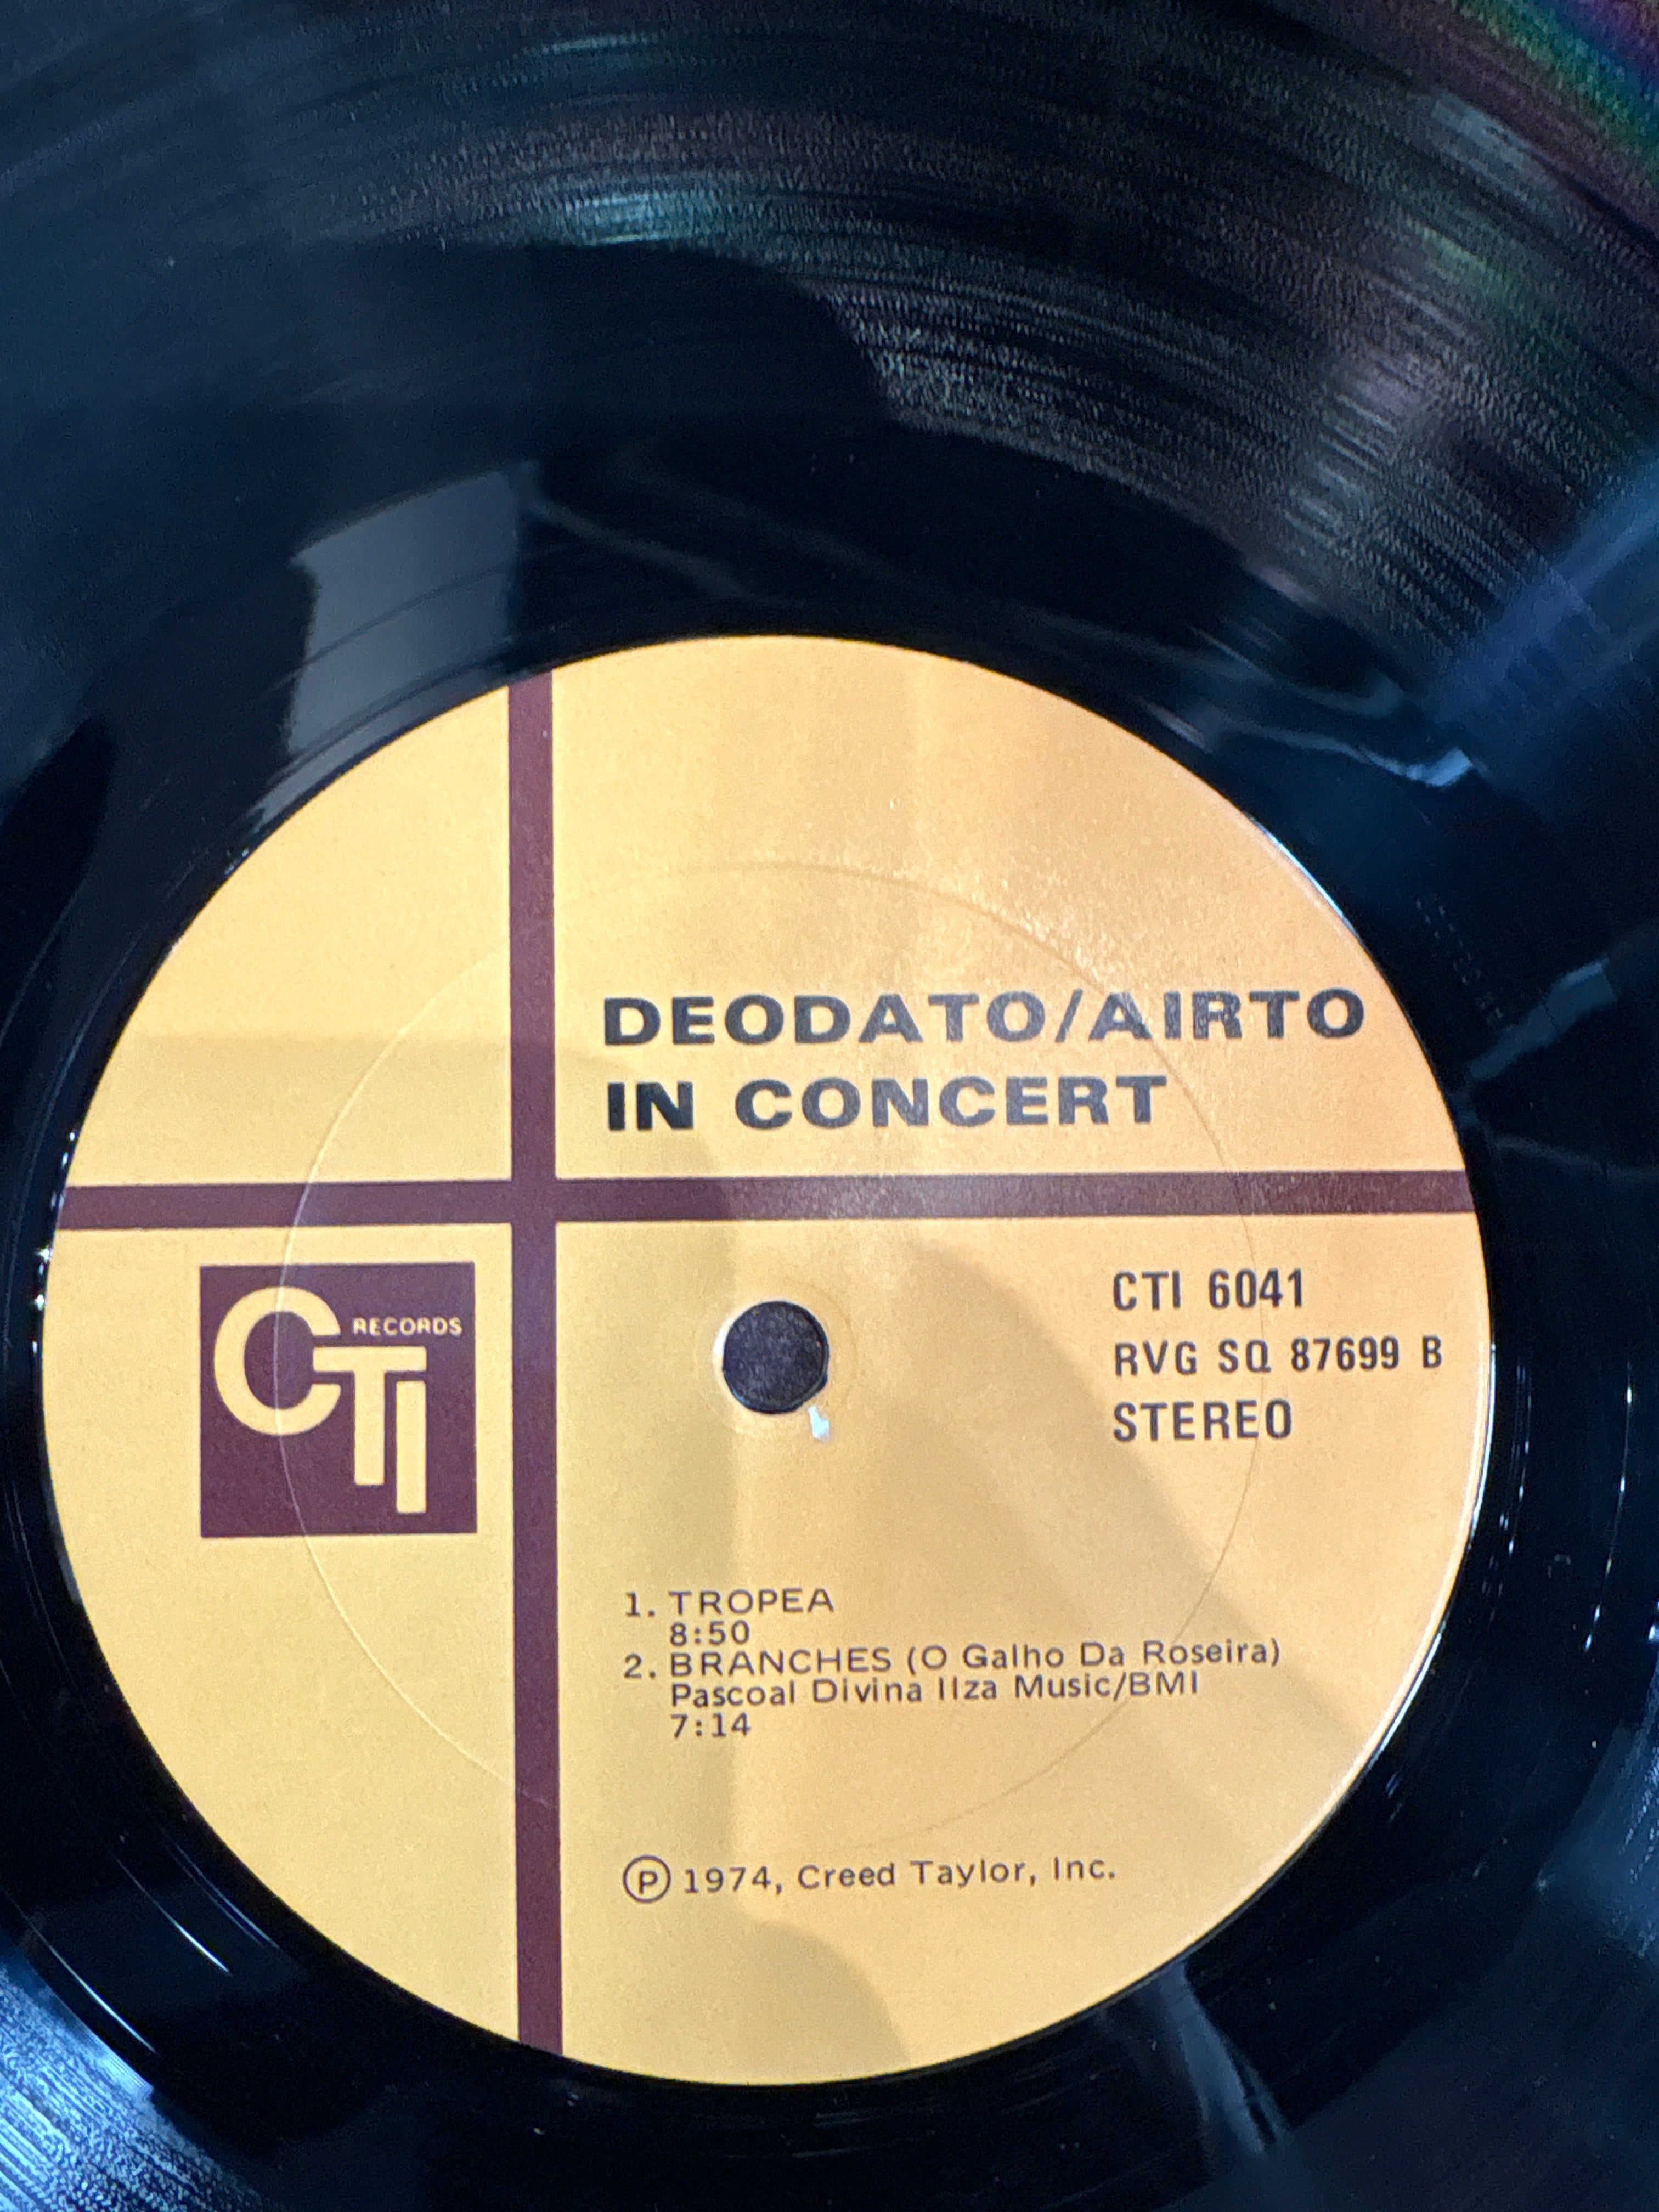 DEODATO/AIRTO
IN CONCERT
CTI RECORDS
CTI 6041
RVG SQ 87699 B
STEREO
1. TROPEA
8:50
2. BRANCHES (O Galho Da Roseira)
Pascoal Divina Ilza Music/BMI
7:14
Ⓟ 1974, Creed Taylor, Inc.